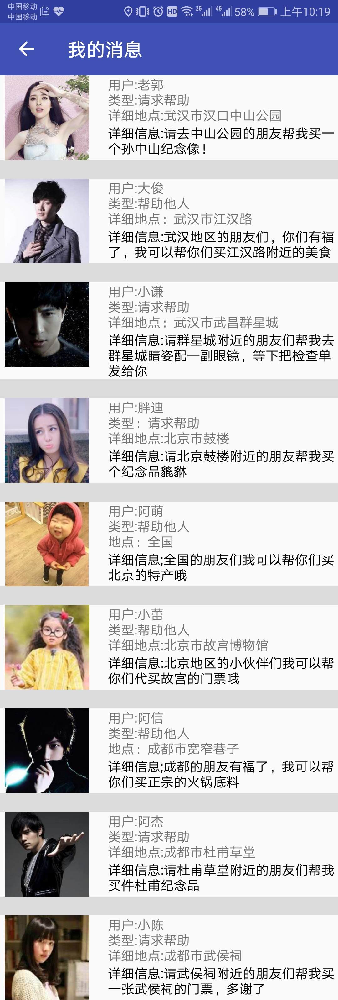 中国移动
中国移动
HD 2G 4G 58% 上午10:19
我的消息
用户:老郭
类型:请求帮助
详细地点:武汉市汉口中山公园
详细信息:请去中山公园的朋友帮我买一
个孙中山纪念像!
用户:大俊
类型:帮助他人
详细地点：武汉市江汉路
详细信息:武汉地区的朋友们，你们有福
了，我可以帮你们买江汉路附近的美食
用户:小谦
类型:请求帮助
详细地点：武汉市武昌群星城
详细信息:请群星城附近的朋友们帮我去
群星城睛姿配一副眼镜，等下把检查单
发给你
用户:胖迪
类型：请求帮助
详细地点:北京市鼓楼
详细信息:请北京鼓楼附近的朋友帮我买
个纪念品貔貅
MOMO
用户:阿萌
类型:帮助他人
地点：全国
详细信息;全国的朋友们我可以帮你们买
北京的特产哦
用户:小蕾
类型:帮助他人
详细地点:北京市故宫博物馆
详细信息:北京地区的小伙伴们我可以帮
你们代买故宫的门票哦
用户:阿信
类型:帮助他人
地点：成都市宽窄巷子
详细信息;成都的朋友有福了，我可以帮
你们买正宗的火锅底料
用户:阿杰
类型:请求帮助
详细地点:成都市杜甫草堂
详细信息:请杜甫草堂附近的朋友们帮我
买件杜甫纪念品
用户:小陈
类型:请求帮助
详细地点:成都市武侯祠
详细信息:请武侯祠附近的朋友们帮我买
一张武侯祠的门票，多谢了